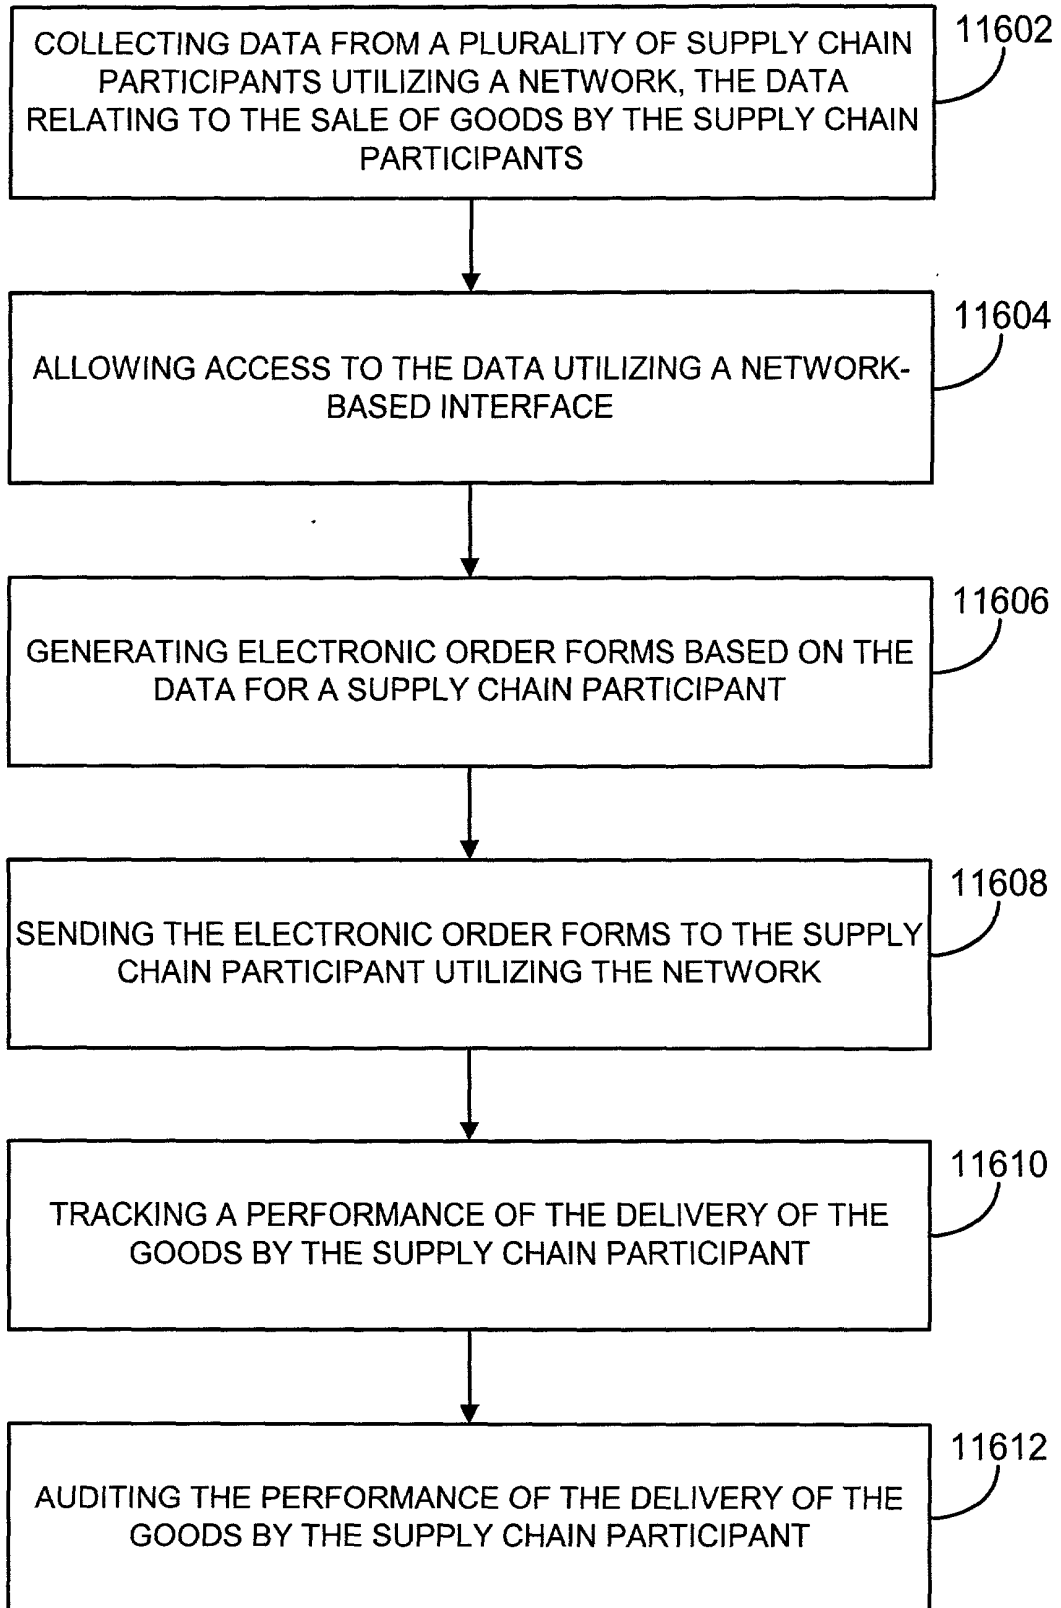 COLLECTING DATA FROM A PLURALITY OF SUPPLY CHAIN
PARTICIPANTS UTILIZING A NETWORK, THE DATA
RELATING TO THE SALE OF GOODS BY THE SUPPLY CHAIN
PARTICIPANTS
11602
ALLOWING ACCESS TO THE DATA UTILIZING A NETWORK-
BASED INTERFACE
11604
GENERATING ELECTRONIC ORDER FORMS BASED ON THE
DATA FOR A SUPPLY CHAIN PARTICIPANT
11606
SENDING THE ELECTRONIC ORDER FORMS TO THE SUPPLY
CHAIN PARTICIPANT UTILIZING THE NETWORK
11608
TRACKING A PERFORMANCE OF THE DELIVERY OF THE
GOODS BY THE SUPPLY CHAIN PARTICIPANT
11610
AUDITING THE PERFORMANCE OF THE DELIVERY OF THE
GOODS BY THE SUPPLY CHAIN PARTICIPANT
11612